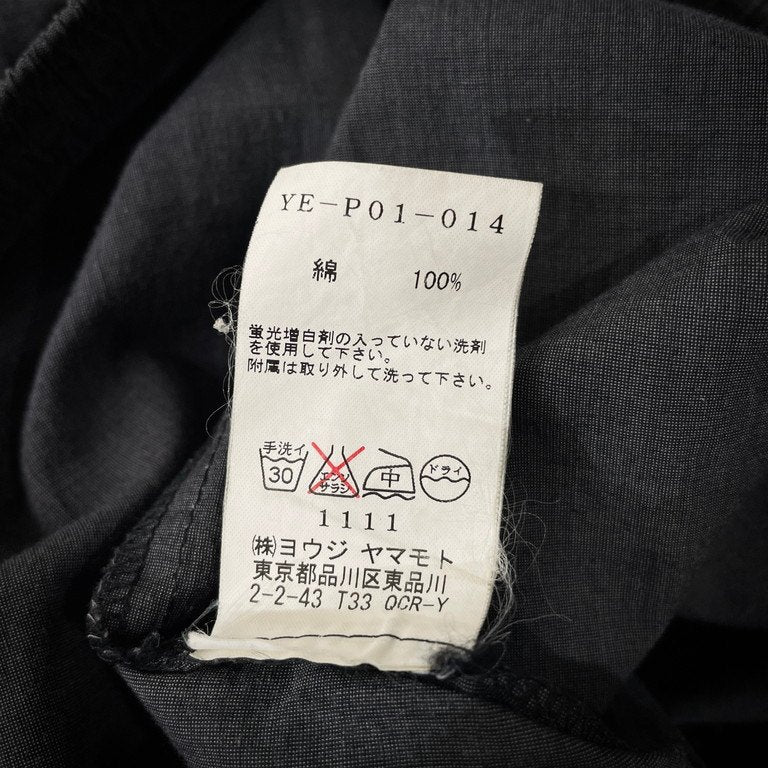 YE-P01-014
綿 100%
蛍光増白剤の入っていない洗剤
を使用して下さい。
附属は取り外して洗って下さい。
手洗イ
30 エンソ 中 ドライ
サラシ
1111
(株)ヨウジ ヤマモト
東京都品川区東品川
2-2-43 T33 OCR-Y